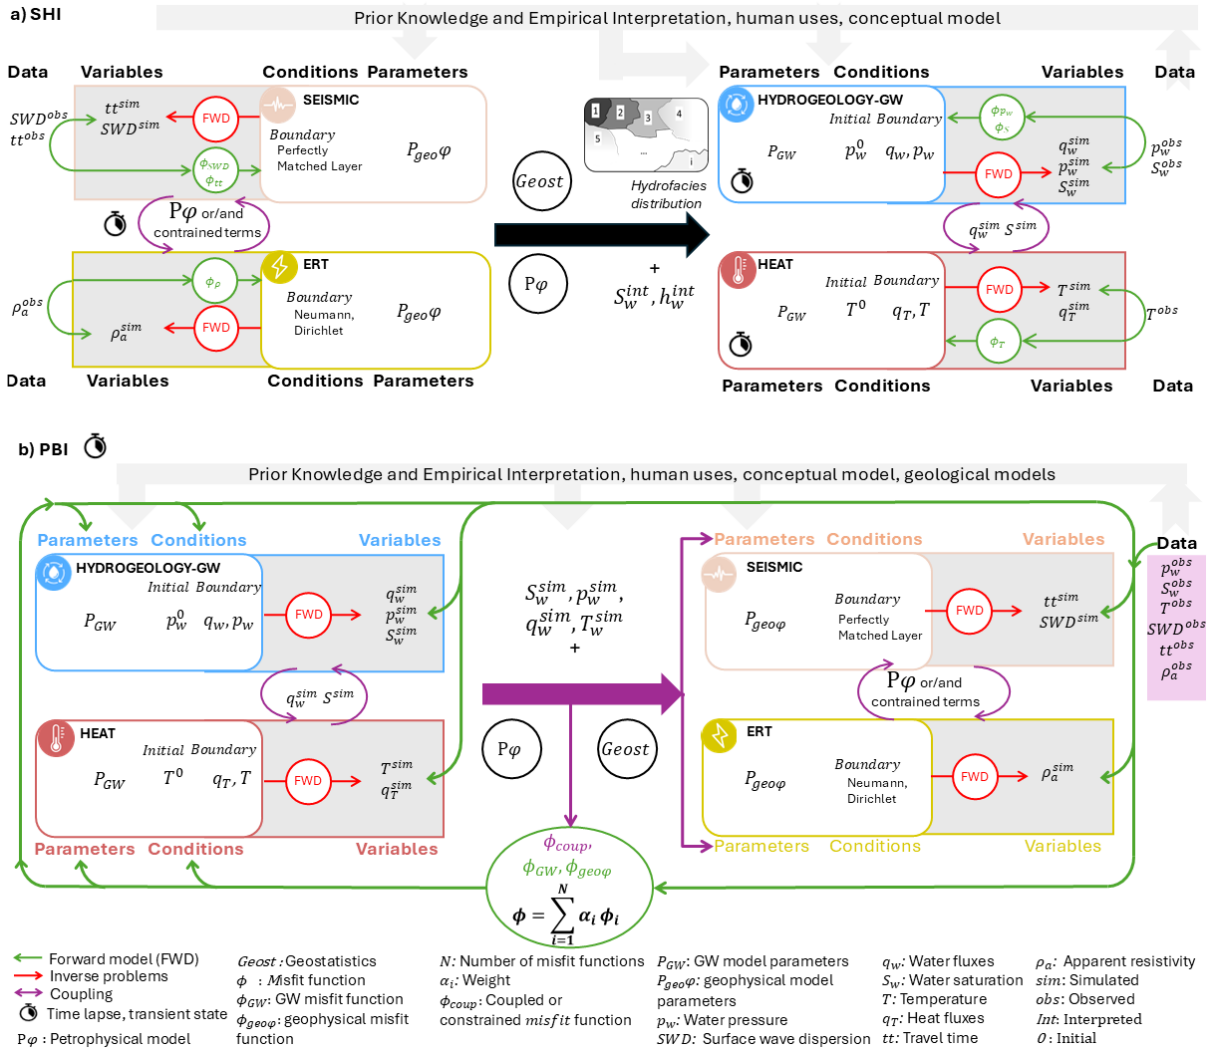 a) SHI
Prior Knowledge and Empirical Interpretation, human uses, conceptual model
Data Variables Conditions Parameters
SEISMIC
SWD^obs
tt^obs
tt^sim
SWD^sim
FWD
ϕ_SWD
ϕ_tt
Boundary
Perfectly
Matched Layer
P_geoφ
Pφ or/and
contrained terms
ERT
ρ_a^obs
ϕ_ρ
ρ_a^sim
FWD
Boundary
Neumann,
Dirichlet
P_geoφ
Data Variables Conditions Parameters
Geost
Pφ
1 2 3 4
5 ... i
Hydrofacies
distribution
+
S_w^int, h_w^int
Parameters Conditions Variables Data
HYDROGEOLOGY-GW
Initial Boundary
P_GW p_w^0 q_w, p_w
ϕ_p_w
ϕ_S
FWD
q_w^sim
p_w^sim
S_w^sim
p_w^obs
S_w^obs
q_w^sim S^sim
HEAT
Initial Boundary
P_GW T^0 q_T, T
FWD
ϕ_T
T^sim
q_T^sim
T^obs
Parameters Conditions Variables Data
b) PBI
Prior Knowledge and Empirical Interpretation, human uses, conceptual model, geological models
Parameters Conditions Variables
HYDROGEOLOGY-GW
Initial Boundary
P_GW p_w^0 q_w, p_w
FWD
q_w^sim
p_w^sim
S_w^sim
q_w^sim S^sim
HEAT
Initial Boundary
P_GW T^0 q_T, T
FWD
T^sim
q_T^sim
Parameters Conditions Variables
S_w^sim, p_w^sim,
q_w^sim, T_w^sim
+
Pφ
Geost
ϕ_coup,
ϕ_GW, ϕ_geoφ
ϕ = ∑_{i=1}^{N} α_i ϕ_i
Parameters Conditions Variables
SEISMIC
Boundary
Perfectly
Matched Layer
P_geoφ
FWD
tt^sim
SWD^sim
Pφ or/and
contrained terms
ERT
Boundary
Neumann,
Dirichlet
P_geoφ
FWD
ρ_a^sim
Parameters Conditions Variables
Data
p_w^obs
S_w^obs
T^obs
SWD^obs
tt^obs
ρ_a^obs
Forward model (FWD)
Inverse problems
Coupling
Time lapse, transient state
Pφ : Petrophysical model
Geost: Geostatistics
ϕ : Misfit function
ϕ_GW: GW misfit function
ϕ_geoφ: geophysical misfit
function
N: Number of misfit functions
α_i: Weight
ϕ_coup: Coupled or
constrained misfit function
P_GW: GW model parameters
P_geoφ: geophysical model
parameters
p_w: Water pressure
SWD: Surface wave dispersion
q_w: Water fluxes
S_w: Water saturation
T: Temperature
q_T: Heat fluxes
tt: Travel time
ρ_a: Apparent resistivity
sim: Simulated
obs: Observed
Int: Interpreted
0: Initial